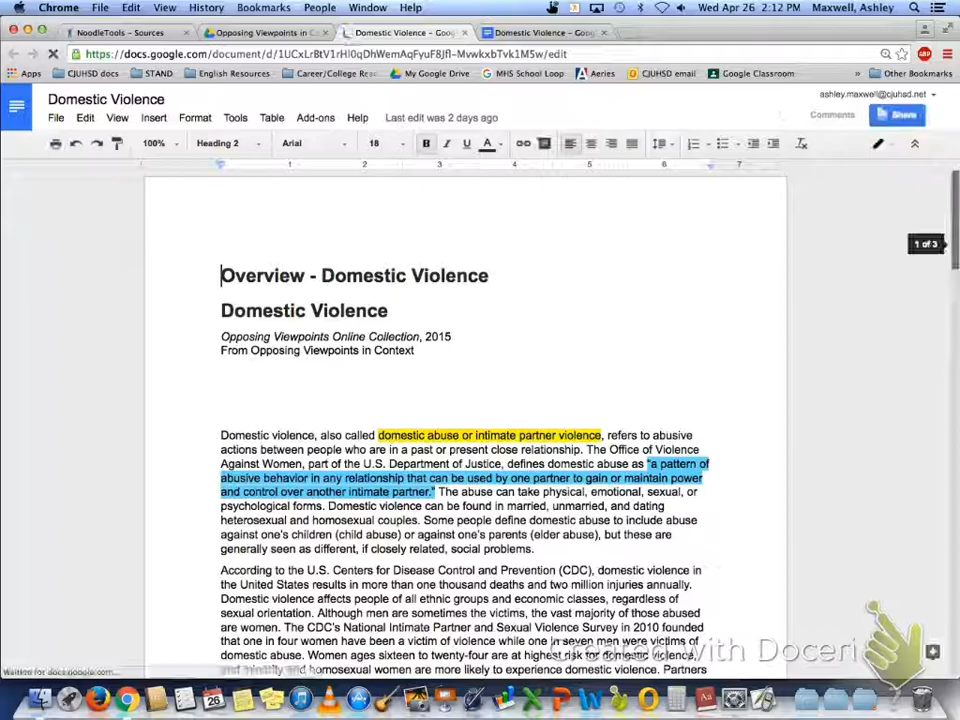 Chrome File Edit View History Bookmarks People Window Help Wed Apr 26 2:12 PM Maxwell, Ashley
NoodleTools - Sources Opposing Viewpoints in Co Domestic Violence - Goog Domestic Violence - Goog
https://docs.google.com/document/d/1UCxLrBtV1rHl0qDhWemAqFyuF8Jfl-MvwkxbTvk1M5w/edit ABP
Apps CJUHSD docs STAND English Resources Career/College Res My Google Drive MHS School Loop Aeries CJUHSD email Google Classroom » Other Bookmarks
Domestic Violence ashley.maxwell@cjuhsd.net
File Edit View Insert Format Tools Table Add-ons Help Last edit was 2 days ago Comments Share
100% Heading 2 Arial 18 B I U A
1 2 3 4 5 6 7
1 of 3
Overview - Domestic Violence
Domestic Violence
Opposing Viewpoints Online Collection, 2015
From Opposing Viewpoints in Context
Domestic violence, also called domestic abuse or intimate partner violence, refers to abusive
actions between people who are in a past or present close relationship. The Office of Violence
Against Women, part of the U.S. Department of Justice, defines domestic abuse as “a pattern of
abusive behavior in any relationship that can be used by one partner to gain or maintain power
and control over another intimate partner.” The abuse can take physical, emotional, sexual, or
psychological forms. Domestic violence can be found in married, unmarried, and dating
heterosexual and homosexual couples. Some people define domestic abuse to include abuse
against one’s children (child abuse) or against one’s parents (elder abuse), but these are
generally seen as different, if closely related, social problems.
According to the U.S. Centers for Disease Control and Prevention (CDC), domestic violence in
the United States results in more than one thousand deaths and two million injuries annually.
Domestic violence affects people of all ethnic groups and economic classes, regardless of
sexual orientation. Although men are sometimes the victims, the vast majority of those abused
are women. The CDC’s National Intimate Partner and Sexual Violence Survey in 2010 founded
that one in four women have been a victim of violence while one in seven men were victims of
domestic abuse. Women ages sixteen to twenty-four are at highest risk for domestic violence,
and minority and homosexual women are more likely to experience domestic violence. Partners
Created with Doceri
Waiting for docs.google.com...
26